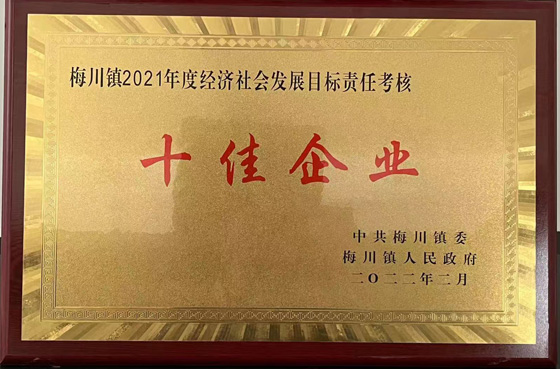 梅川镇2021年度经济社会发展目标责任考核
十佳企业
中共梅川镇委
梅川镇人民政府
二〇二二年二月